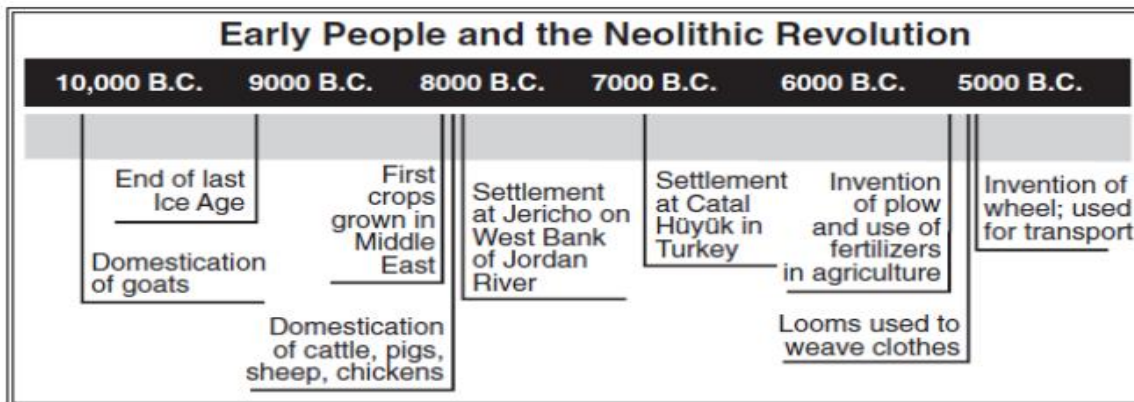 Early People and the Neolithic Revolution
10,000 B.C. 9000 B.C. 8000 B.C. 7000 B.C. 6000 B.C. 5000 B.C.
End of last
Ice Age
Domestication
of goats
First
crops
grown in
Middle
East
Domestication
of cattle, pigs,
sheep, chickens
Settlement
at Jericho on
West Bank
of Jordan
River
Settlement
at Catal
Hüyük in
Turkey
Invention
of plow
and use of
fertilizers
in agriculture
Looms used to
weave clothes
Invention of
wheel; used
for transport